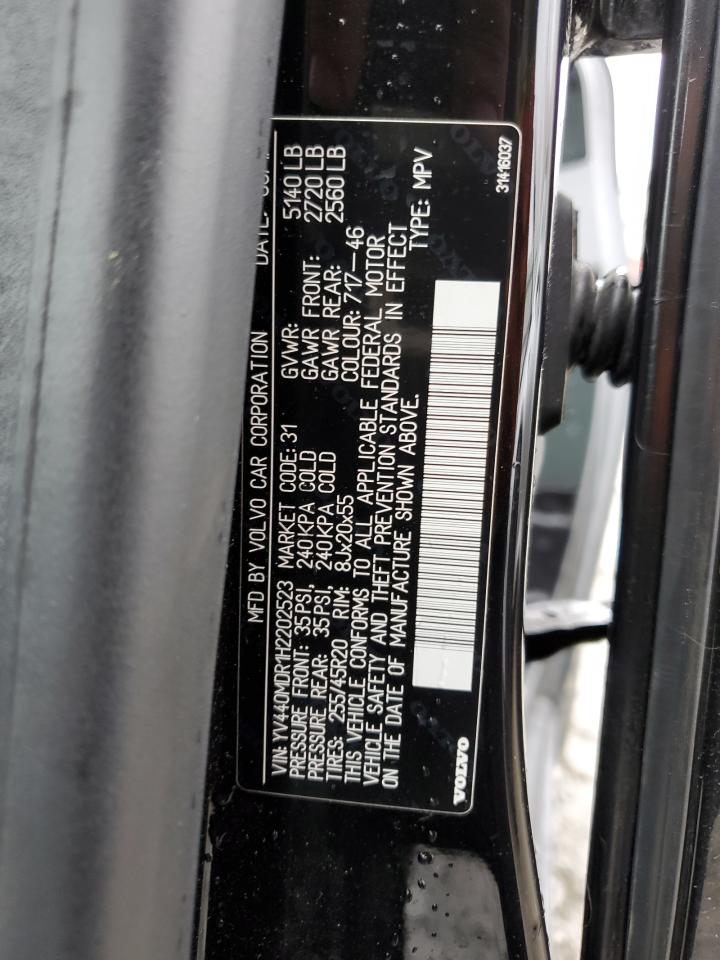 MFD BY VOLVO CAR CORPORATION DATE:
VIN: YV440MDR1H2202523 MARKET CODE: 31 GVWR: 5140 LB
PRESSURE FRONT: 35PSI, 240KPA COLD GAWR FRONT: 2720 LB
PRESSURE REAR: 35PSI, 240KPA COLD GAWR REAR: 2560 LB
TIRES: 255/45R20 RIM: 8Jx20x55 COLOUR: 717-46
THIS VEHICLE CONFORMS TO ALL APPLICABLE FEDERAL MOTOR
VEHICLE SAFETY AND THEFT PREVENTION STANDARDS IN EFFECT
ON THE DATE OF MANUFACTURE SHOWN ABOVE. TYPE: MPV
VOLVO 31416037